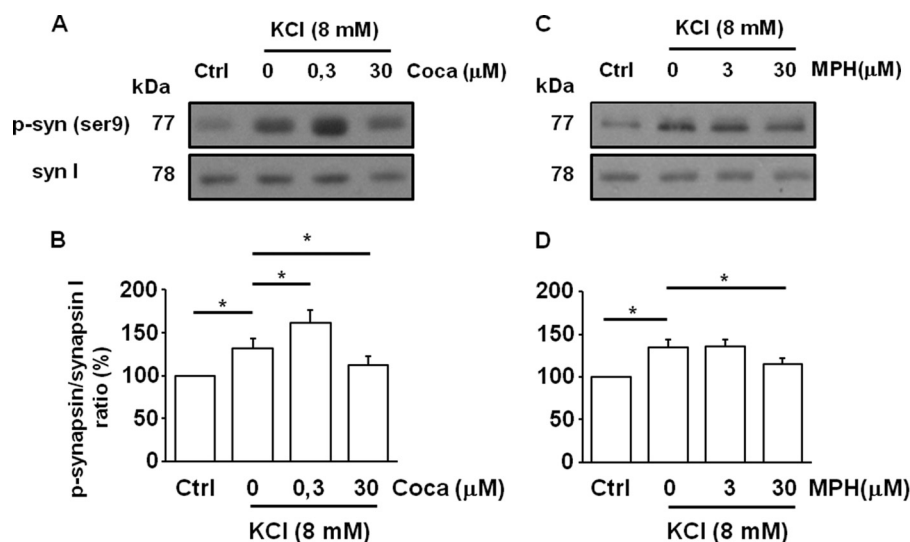 A
KCl (8 mM)
Ctrl 0 0,3 30 Coca (μM)
kDa
p-syn (ser9) 77
syn I 78
B
*
*
*
p-synapsin/synapsin I
ratio (%)
200
150
100
50
0
Ctrl 0 0,3 30 Coca (μM)
KCl (8 mM)
C
KCl (8 mM)
Ctrl 0 3 30 MPH(μM)
kDa
77
78
D
*
*
200
150
100
50
0
Ctrl 0 3 30 MPH(μM)
KCl (8 mM)